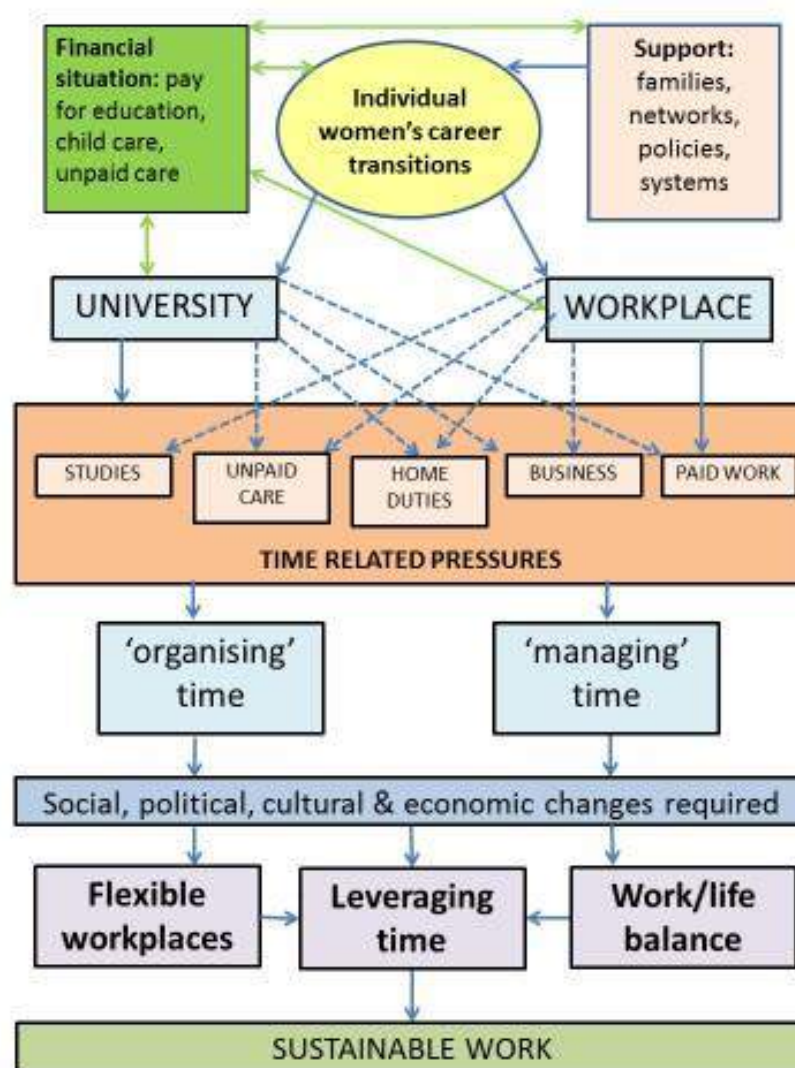 Financial
situation: pay
for education,
child care,
unpaid care
Individual
women's career
transitions
Support:
families,
networks,
policies,
systems
UNIVERSITY
WORKPLACE
STUDIES
UNPAID
CARE
HOME
DUTIES
BUSINESS
PAID WORK
TIME RELATED PRESSURES
'organising'
time
'managing'
time
Social, political, cultural & economic changes required
Flexible
workplaces
Leveraging
time
Work/life
balance
SUSTAINABLE WORK